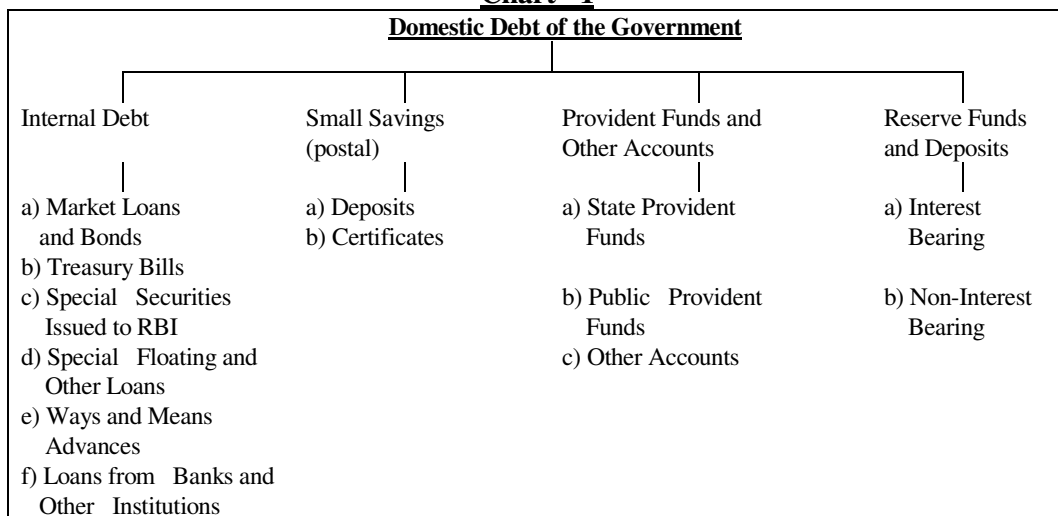 Chart - 1
Domestic Debt of the Government
Internal Debt
Small Savings
(postal)
Provident Funds and
Other Accounts
Reserve Funds
and Deposits
a) Market Loans
and Bonds
b) Treasury Bills
c) Special Securities
Issued to RBI
d) Special Floating and
Other Loans
e) Ways and Means
Advances
f) Loans from Banks and
Other Institutions
a) Deposits
b) Certificates
a) State Provident
Funds
b) Public Provident
Funds
c) Other Accounts
a) Interest
Bearing
b) Non-Interest
Bearing